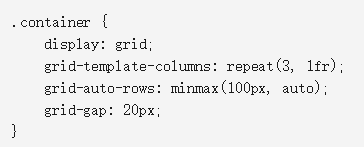 .container {
    display: grid;
    grid-template-columns: repeat(3, 1fr);
    grid-auto-rows: minmax(100px, auto);
    grid-gap: 20px;
}